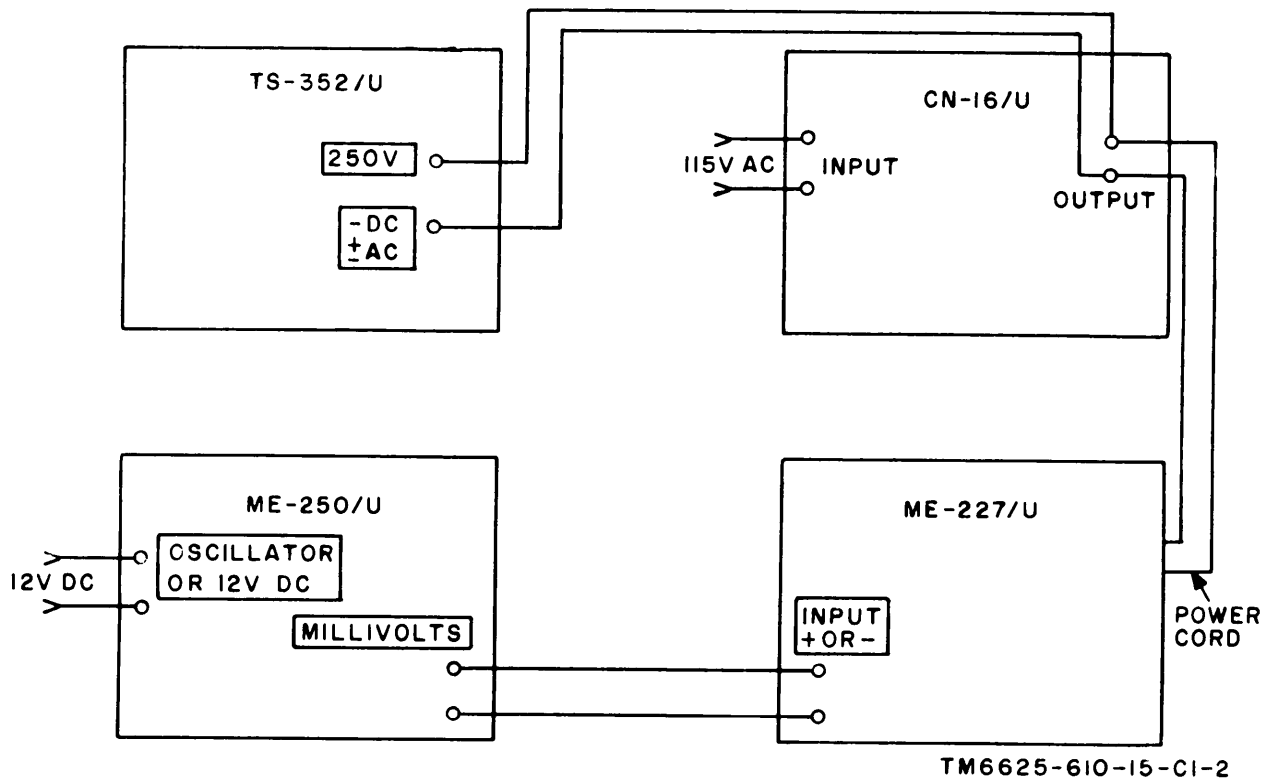 TS-352/U
250V
-DC
±AC
CN-16/U
115V AC
INPUT
OUTPUT
ME-250/U
OSCILLATOR
OR 12V DC
12V DC
MILLIVOLTS
ME-227/U
INPUT
+OR-
POWER
CORD
TM6625-610-15-C1-2